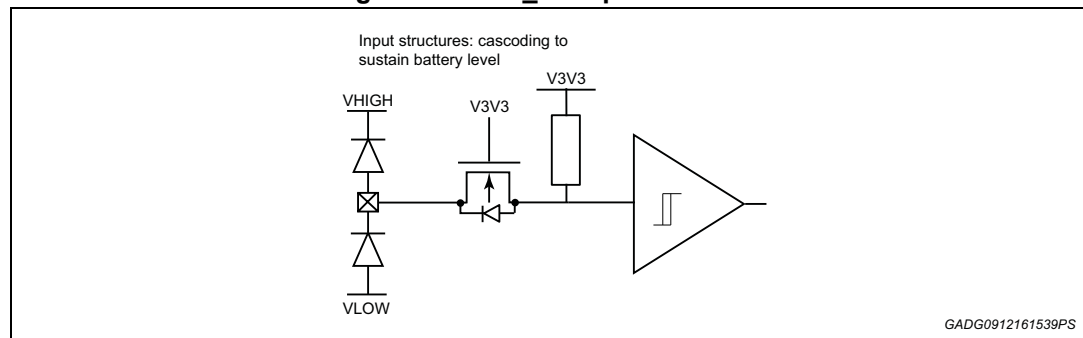 Input structures: cascoding to
sustain battery level
V3V3
VHIGH
V3V3
VLOW
GADG0912161539PS